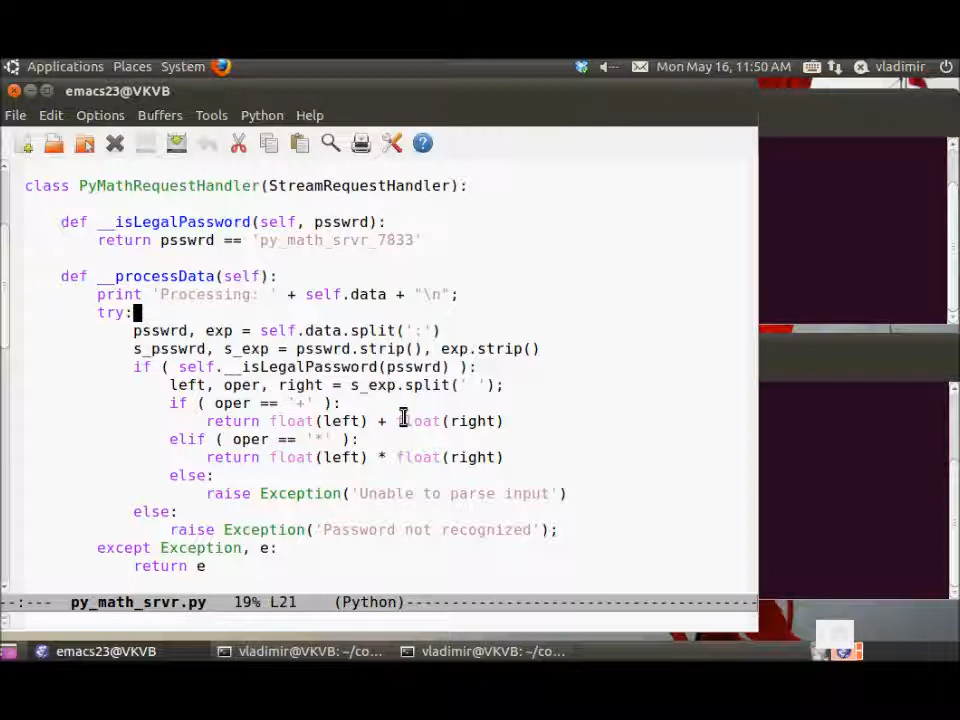 Applications Places System Mon May 16, 11:50 AM vladimir
emacs23@VKVB
File Edit Options Buffers Tools Python Help
class PyMathRequestHandler(StreamRequestHandler):
def __isLegalPassword(self, psswrd):
return psswrd == 'py_math_srvr_7833'
def __processData(self):
print 'Processing: ' + self.data + "\n";
try:
psswrd, exp = self.data.split(':')
s_psswrd, s_exp = psswrd.strip(), exp.strip()
if ( self.__isLegalPassword(psswrd) ):
left, oper, right = s_exp.split(' ');
if ( oper == '+' ):
return float(left) + float(right)
elif ( oper == '*' ):
return float(left) * float(right)
else:
raise Exception('Unable to parse input')
else:
raise Exception('Password not recognized');
except Exception, e:
return e
--:--- py_math_srvr.py 19% L21 (Python)---------------------------------------
emacs23@VKVB vladimir@VKVB: ~/co... vladimir@VKVB: ~/co...